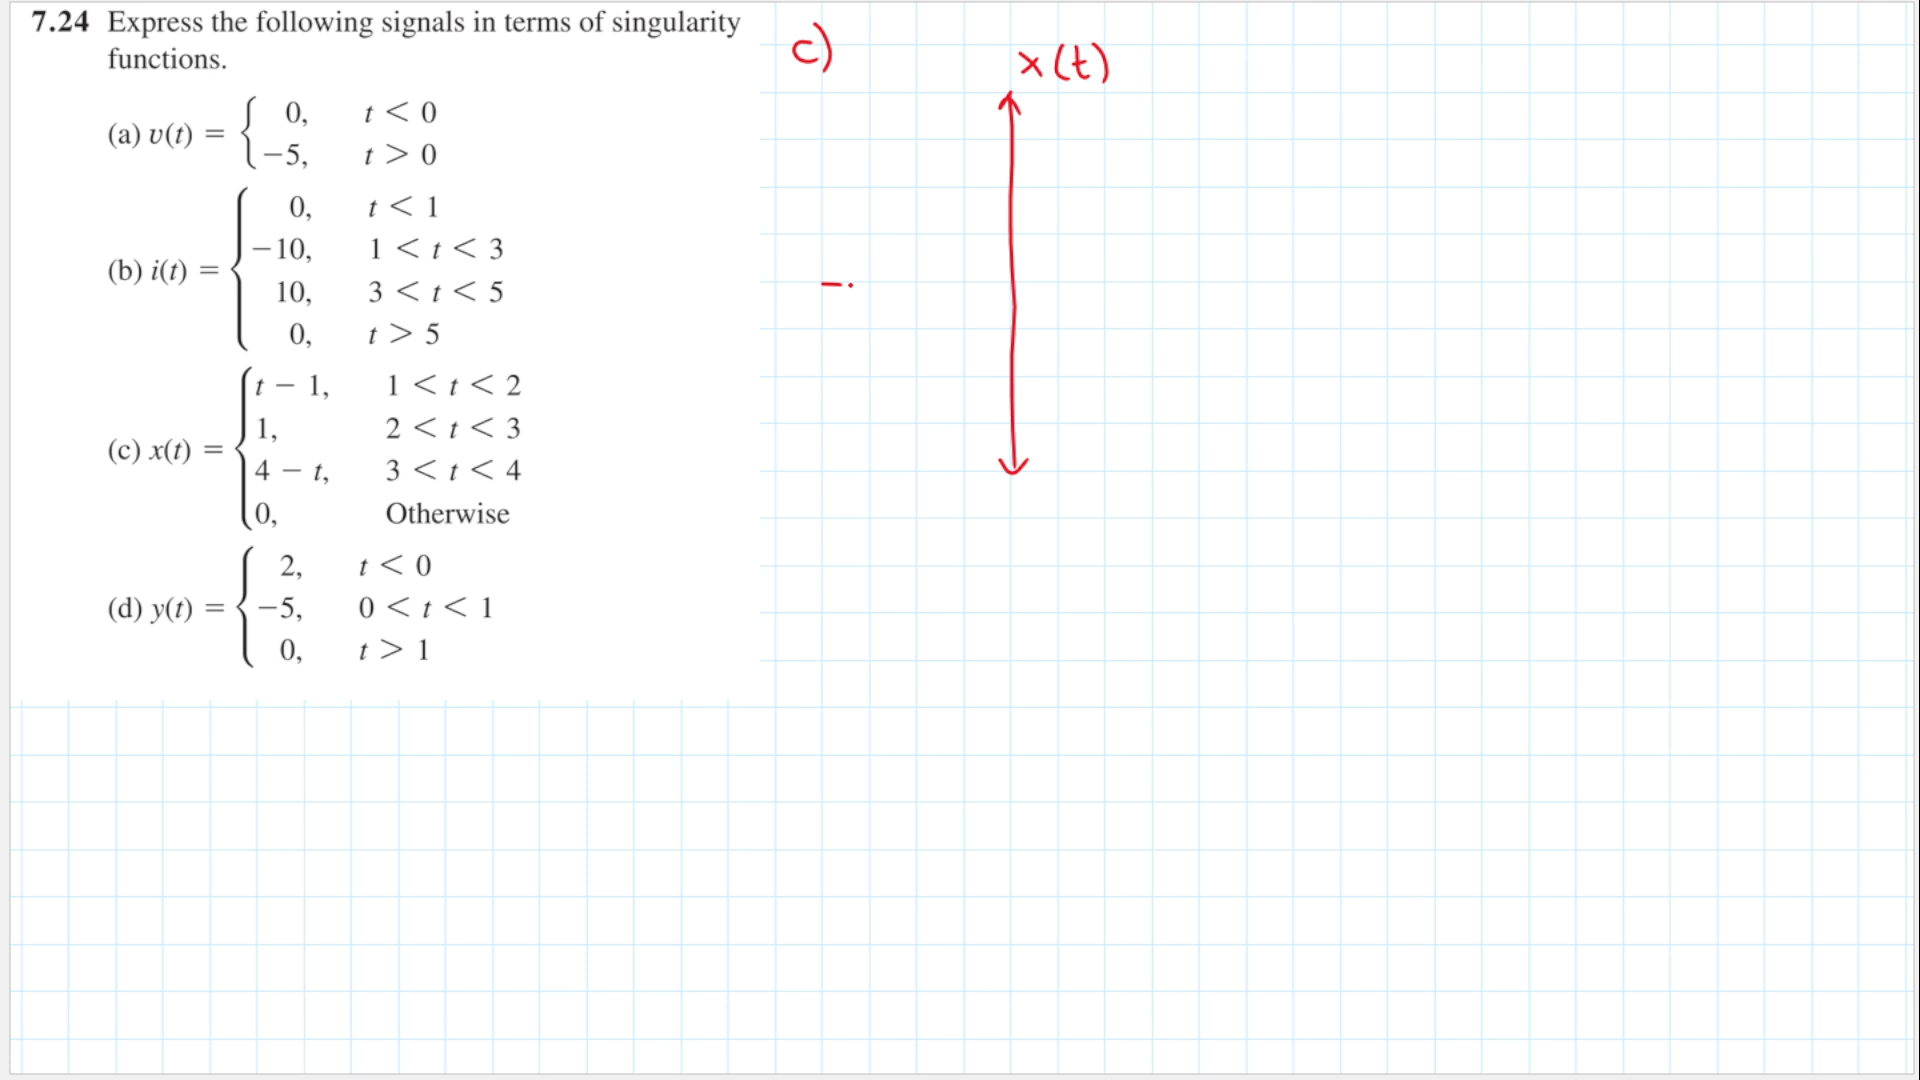 7.24 Express the following signals in terms of singularity
functions.
(a) v(t) = { 0, t < 0
−5, t > 0
(b) i(t) = { 0, t < 1
−10, 1 < t < 3
10, 3 < t < 5
0, t > 5
(c) x(t) = { t − 1, 1 < t < 2
1, 2 < t < 3
4 − t, 3 < t < 4
0, Otherwise
(d) y(t) = { 2, t < 0
−5, 0 < t < 1
0, t > 1
c)
x(t)